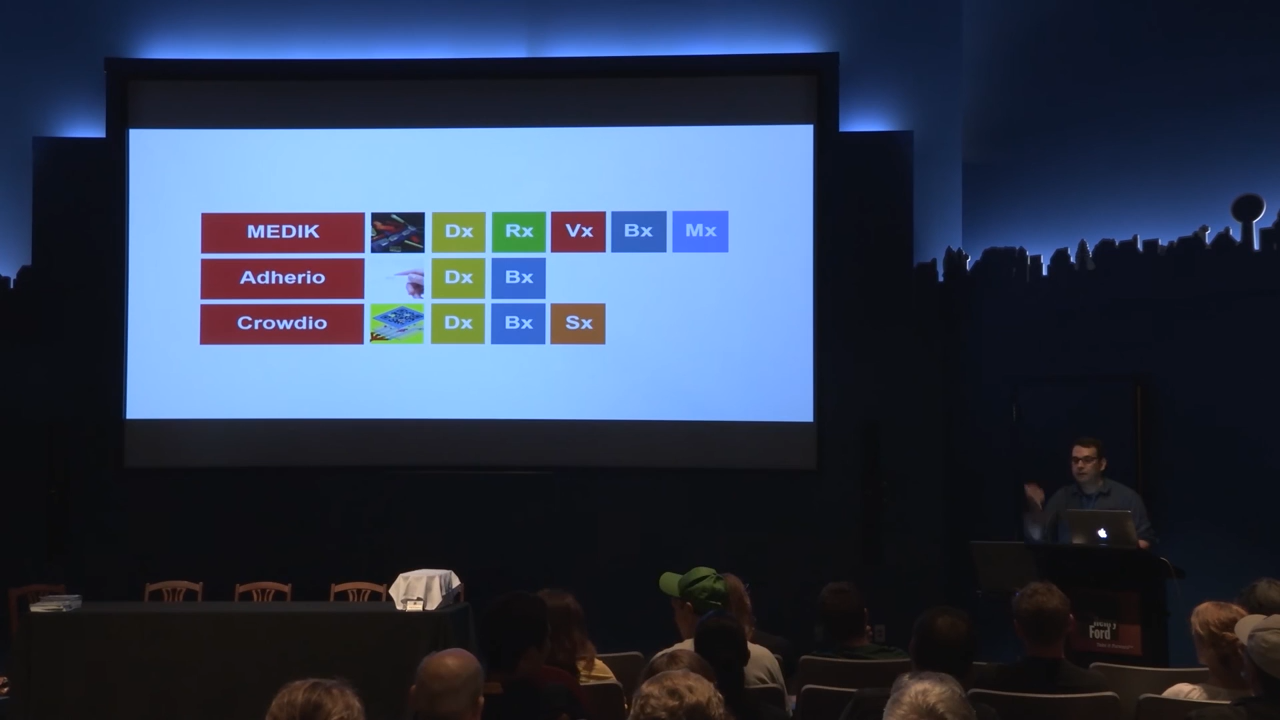 MEDIK Dx Rx Vx Bx Mx
Adherio Dx Bx
Crowdio Dx Bx Sx
Ford